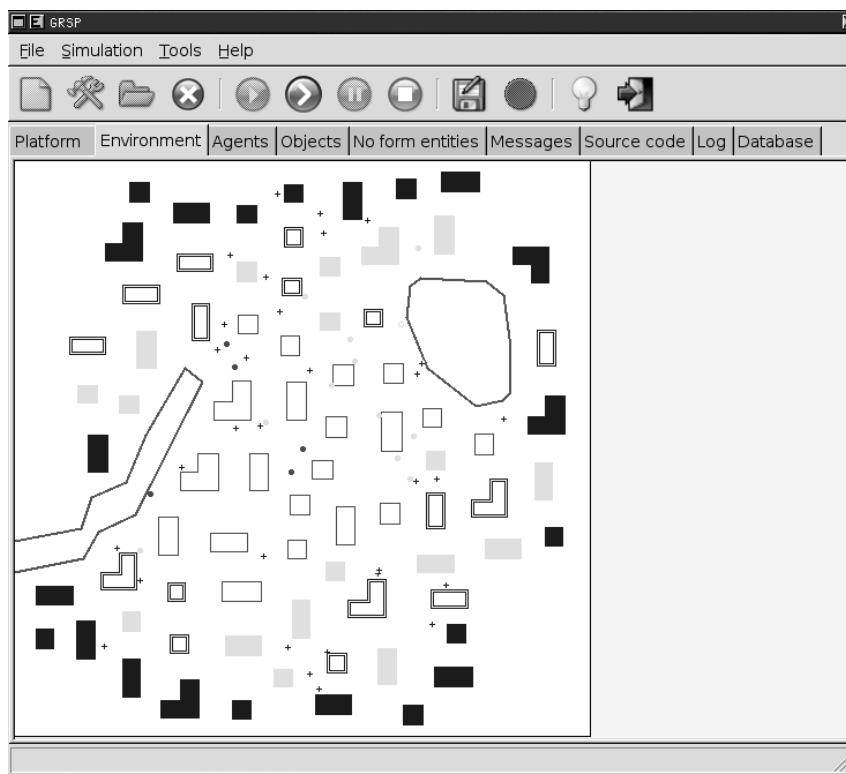 GRSP
File Simulation Tools Help
Platform Environment Agents Objects No form entities Messages Source code Log Database